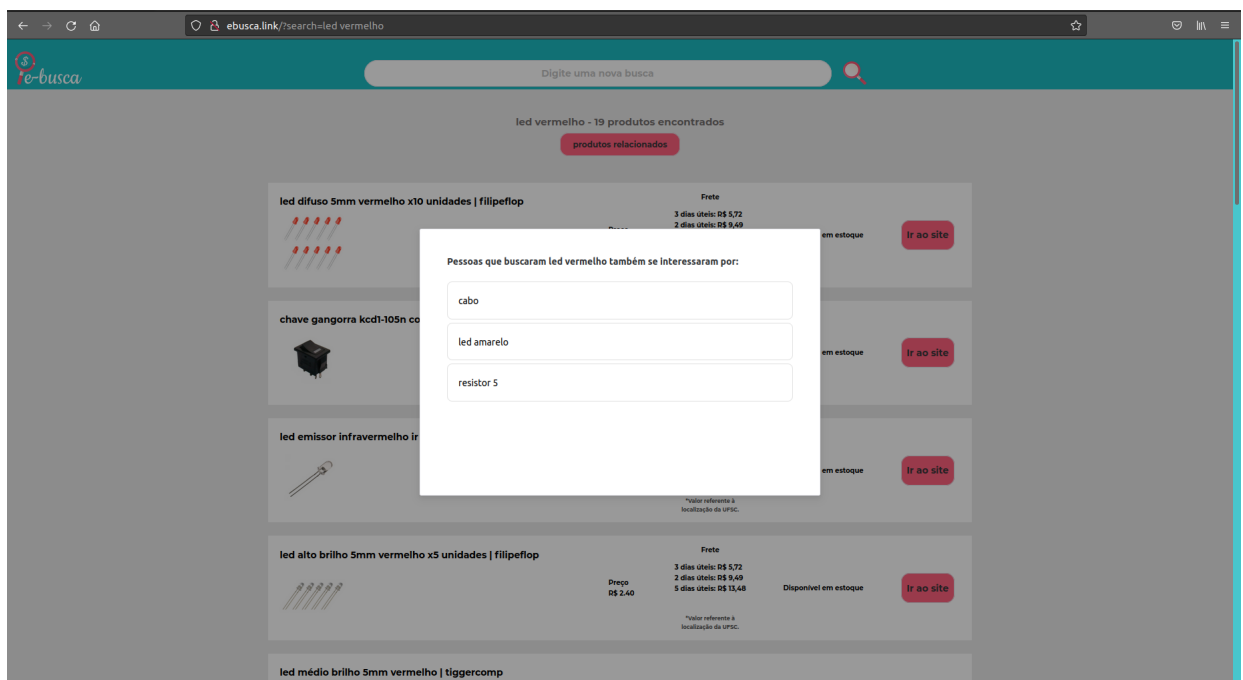 ebusca.link/?search=led vermelho
$
e-busca
Digite uma nova busca
led vermelho - 19 produtos encontrados
produtos relacionados
led difuso 5mm vermelho x10 unidades | filipeflop
Frete
3 dias úteis: R$ 5,72
2 dias úteis: R$ 9,49
em estoque
Ir ao site
Pessoas que buscaram led vermelho também se interessaram por:
cabo
led amarelo
resistor 5
chave gangorra kcd1-105n co
em estoque
Ir ao site
led emissor infravermelho ir
em estoque
Ir ao site
*Valor referente à
localização da UFSC.
led alto brilho 5mm vermelho x5 unidades | filipeflop
Frete
3 dias úteis: R$ 5,72
2 dias úteis: R$ 9,49
5 dias úteis: R$ 13,48
Preço
R$ 2.40
Disponível em estoque
Ir ao site
*Valor referente à
localização da UFSC.
led médio brilho 5mm vermelho | tiggercomp